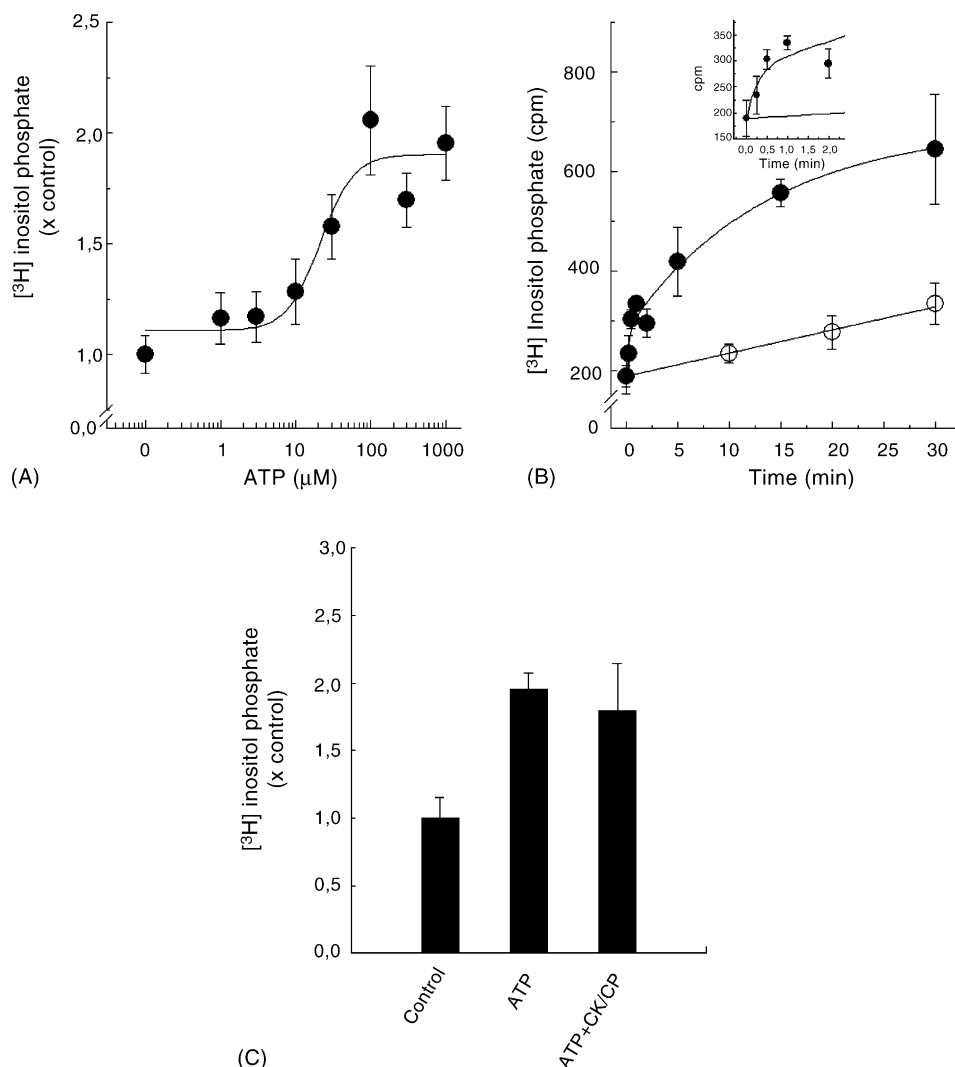 [³H] inositol phosphate
(x control)
2,5
2,0
1,5
1,0
0,0
0 1 10 100 1000
ATP (μM)
(A)
[³H] Inositol phosphate (cpm)
800
600
400
200
0
0 5 10 15 20 25 30
Time (min)
(B)
cpm
350
300
250
200
150
0,0 0,5 1,0 1,5 2,0
Time (min)
[³H] inositol phosphate
(x control)
3,0
2,5
2,0
1,5
1,0
0,5
0,0
Control
ATP
ATP+CK/CP
(C)